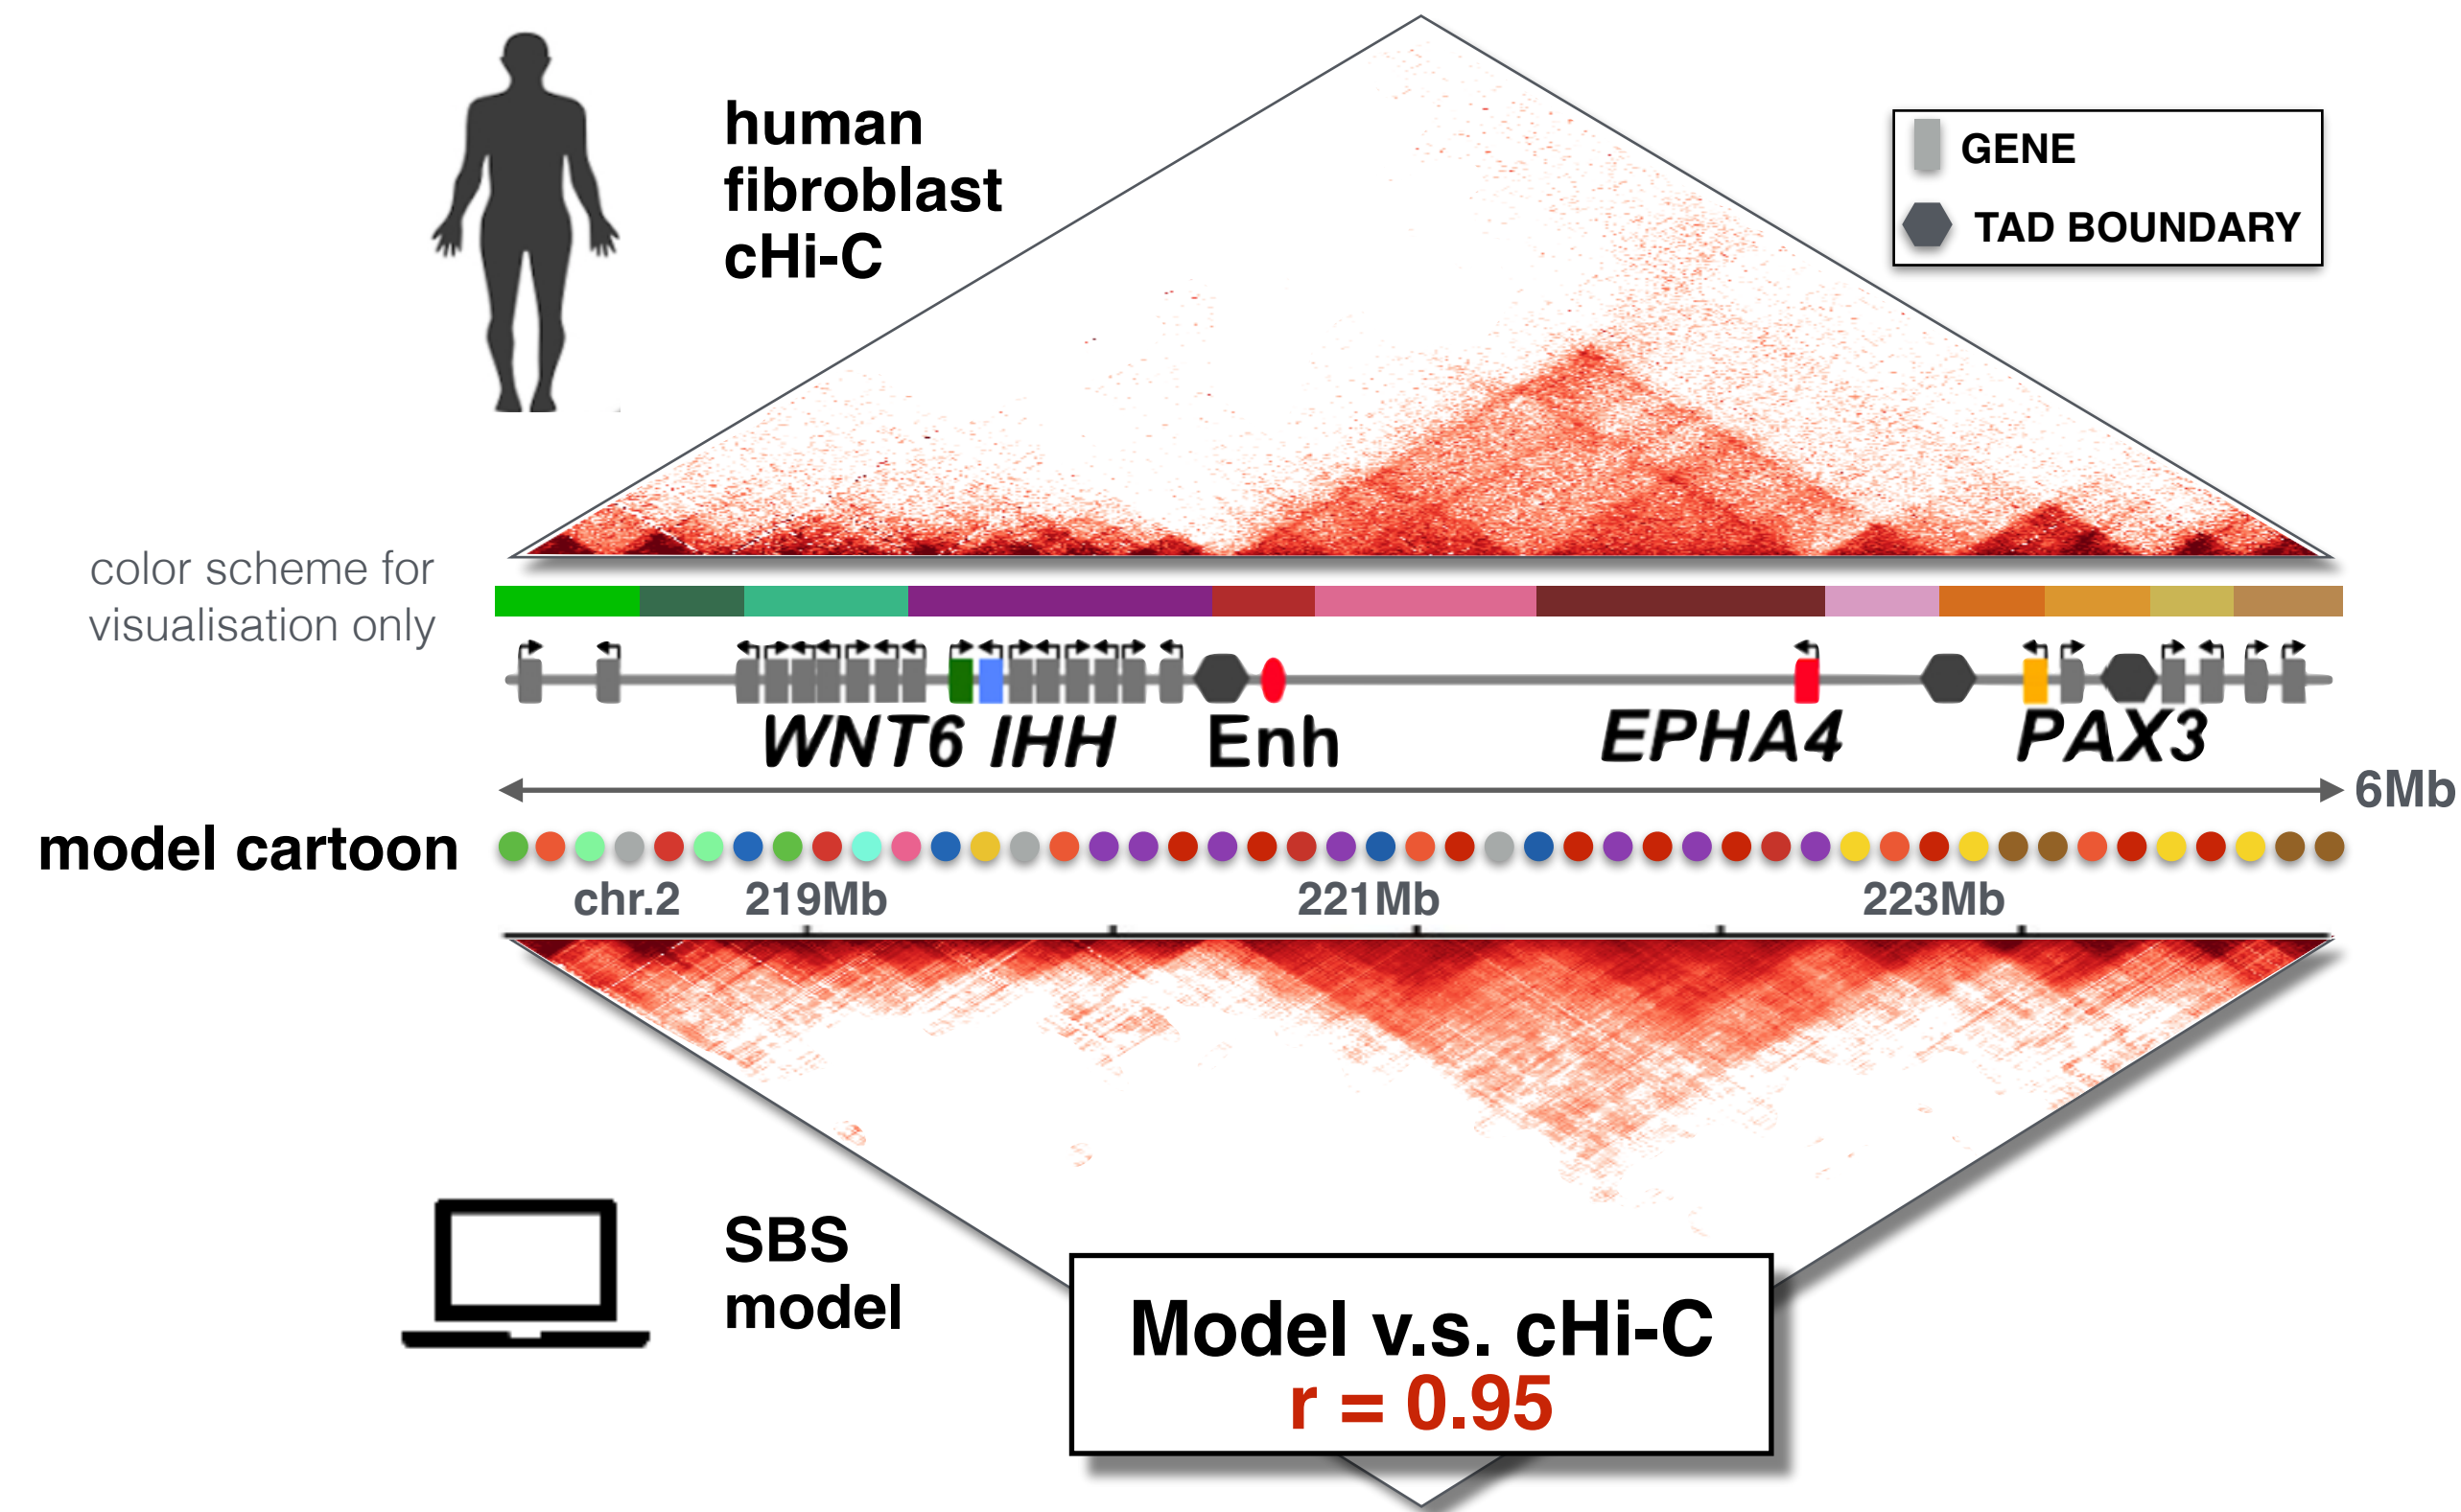 human
fibroblast
cHi-C
GENE
TAD BOUNDARY
color scheme for
visualisation only
WNT6 IHH Enh EPHA4 PAX3
6Mb
model cartoon
chr.2 219Mb 221Mb 223Mb
SBS
model
Model v.s. cHi-C
r = 0.95